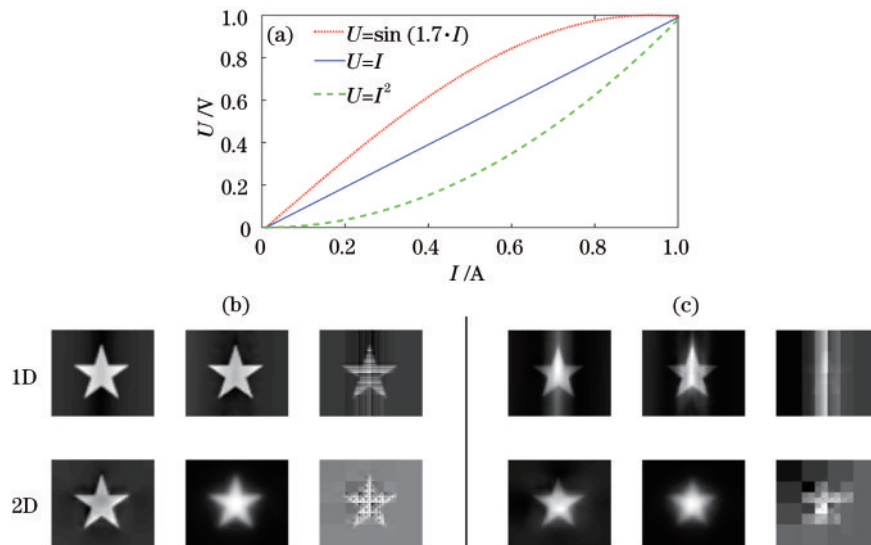 (a)
U=sin (1.7·I)
U=I
U=I²
1.0
0.8
0.6
0.4
0.2
0
U /V
0
0.2
0.4
0.6
0.8
1.0
I /A
(b)
(c)
1D
2D